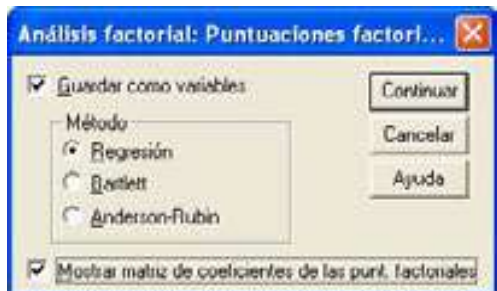 Análisis factorial: Puntuaciones factori...
Guardar como variables
Continuar
Método
Cancelar
Regresión
Ayuda
Bartlett
Anderson-Rubin
Mostrar matriz de coeficientes de las punt. factoriales